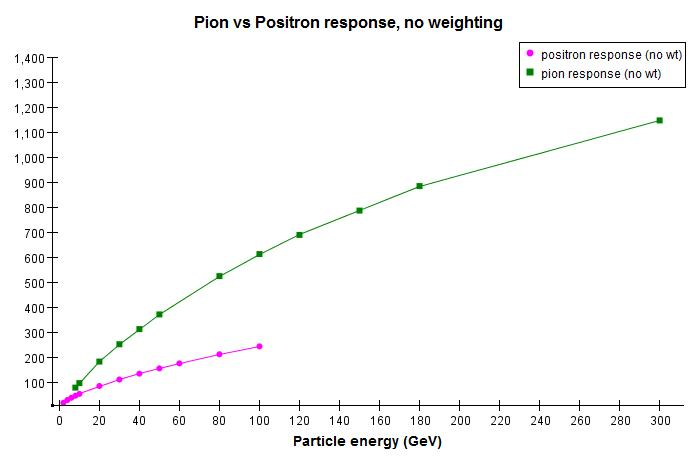 Pion vs Positron response, no weighting
positron response (no wt)
pion response (no wt)
1,400
1,300
1,200
1,100
1,000
900
800
700
600
500
400
300
200
100
0 20 40 60 80 100 120 140 160 180 200 220 240 260 280 300
Particle energy (GeV)